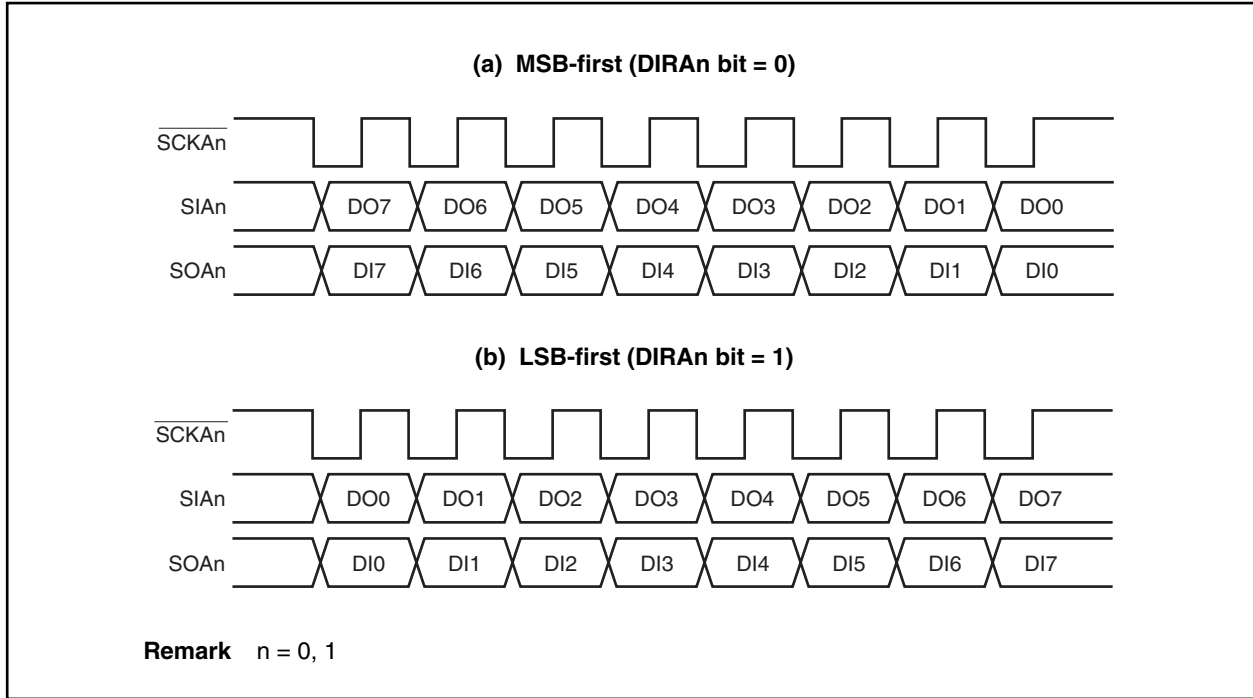 (a) MSB-first (DIRAn bit = 0)
SCKAn
SIAn DO7 DO6 DO5 DO4 DO3 DO2 DO1 DO0
SOAn DI7 DI6 DI5 DI4 DI3 DI2 DI1 DI0
(b) LSB-first (DIRAn bit = 1)
SCKAn
SIAn DO0 DO1 DO2 DO3 DO4 DO5 DO6 DO7
SOAn DI0 DI1 DI2 DI3 DI4 DI5 DI6 DI7
Remark n = 0, 1